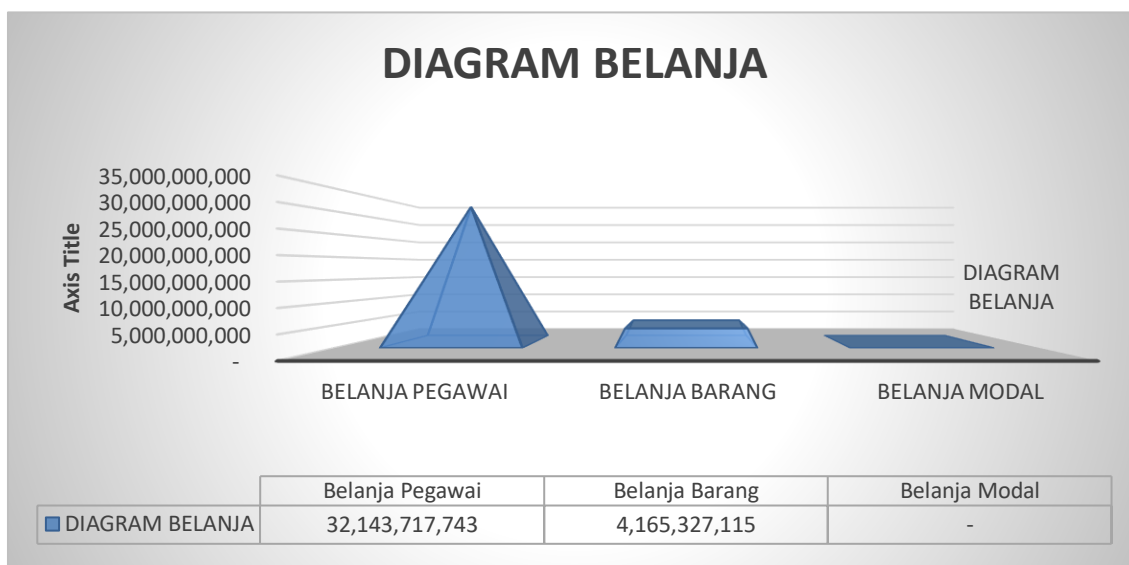 DIAGRAM BELANJA
35,000,000,000
30,000,000,000
25,000,000,000
20,000,000,000
15,000,000,000
10,000,000,000
5,000,000,000
-
Axis Title
DIAGRAM
BELANJA
BELANJA PEGAWAI BELANJA BARANG BELANJA MODAL
Belanja Pegawai Belanja Barang Belanja Modal
DIAGRAM BELANJA 32,143,717,743 4,165,327,115 -